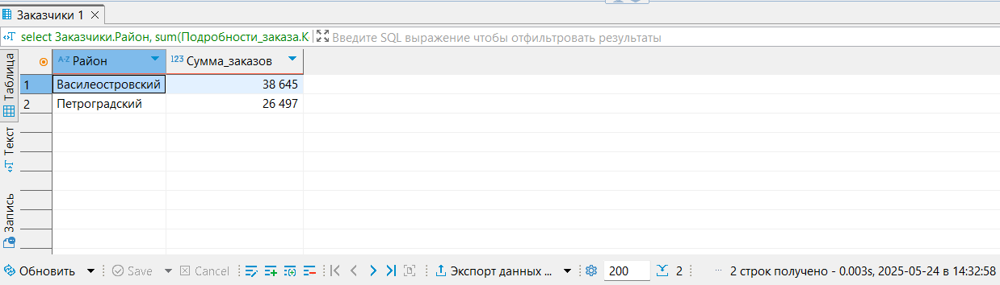 Заказчики 1
select Заказчики.Район, sum(Подробности_заказа.К Введите SQL выражение чтобы отфильтровать результаты
Таблица
Текст
Запись
A-Z Район 123 Сумма_заказов
1 Василеостровский 38 645
2 Петроградский 26 497
Обновить Save Cancel Экспорт данных ... 200 2 ... 2 строк получено - 0.003s, 2025-05-24 в 14:32:58